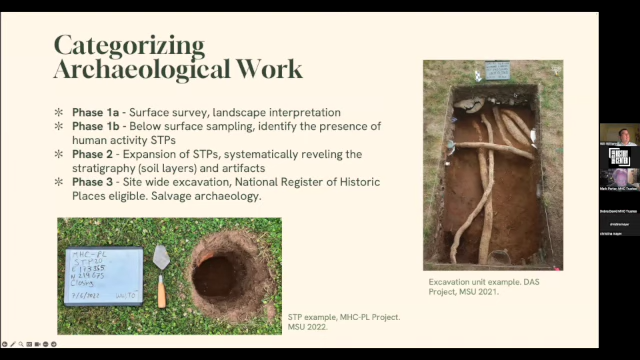 Categorizing
Archaeological Work
Phase 1a - Surface survey, landscape interpretation
Phase 1b - Below surface sampling, identify the presence of
human activity STPs
Phase 2 - Expansion of STPs, systematically reveling the
stratigraphy (soil layers) and artifacts
Phase 3 - Site wide excavation, National Register of Historic
Places eligible. Salvage archaeology.
MHC-PL
STP20
Closing
STP example, MHC-PL Project.
MSU 2022.
Excavation unit example. DAS
Project, MSU 2021.